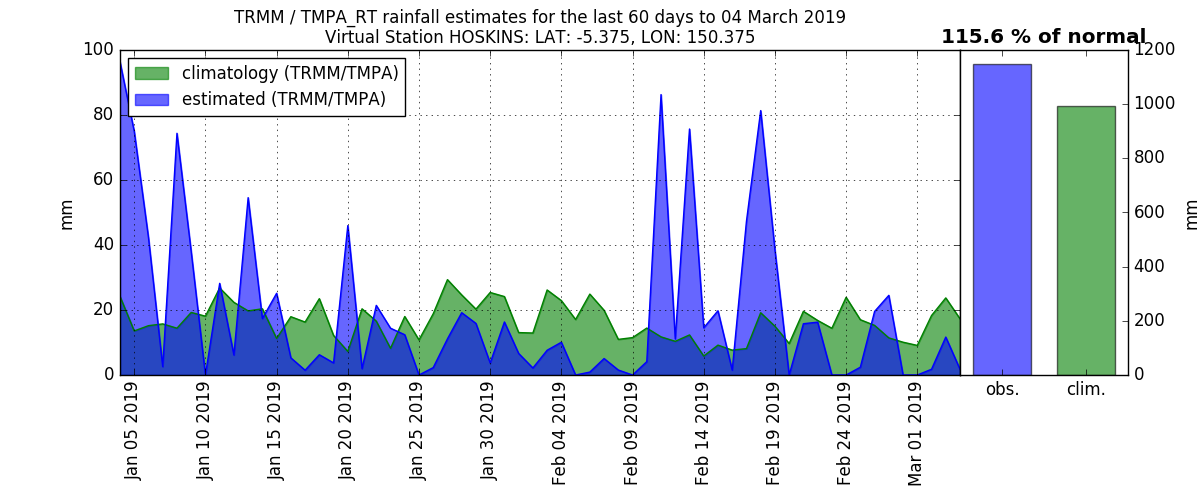 TRMM / TMPA_RT rainfall estimates for the last 60 days to 04 March 2019
Virtual Station HOSKINS: LAT: -5.375, LON: 150.375
115.6 % of normal
climatology (TRMM/TMPA)
estimated (TRMM/TMPA)
mm
100
80
60
40
20
0
Jan 05 2019
Jan 10 2019
Jan 15 2019
Jan 20 2019
Jan 25 2019
Jan 30 2019
Feb 04 2019
Feb 09 2019
Feb 14 2019
Feb 19 2019
Feb 24 2019
Mar 01 2019
obs.
clim.
1200
1000
800
600
400
200
0
mm